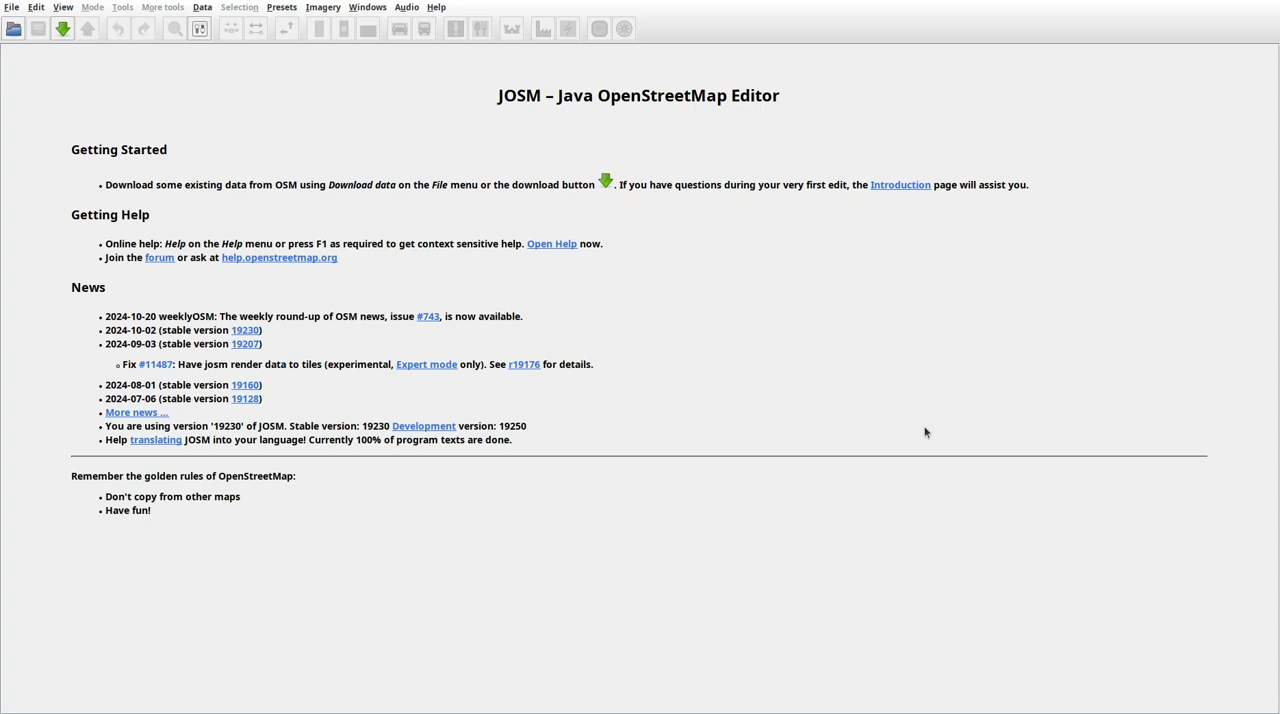 File Edit View Mode Tools More tools Data Selection Presets Imagery Windows Audio Help
JOSM – Java OpenStreetMap Editor
Getting Started
• Download some existing data from OSM using Download data on the File menu or the download button . If you have questions during your very first edit, the Introduction page will assist you.
Getting Help
• Online help: Help on the Help menu or press F1 as required to get context sensitive help. Open Help now.
• Join the forum or ask at help.openstreetmap.org
News
• 2024-10-20 weeklyOSM: The weekly round-up of OSM news, issue #743, is now available.
• 2024-10-02 (stable version 19230)
• 2024-09-03 (stable version 19207)
◦ Fix #11487: Have josm render data to tiles (experimental, Expert mode only). See r19176 for details.
• 2024-08-01 (stable version 19160)
• 2024-07-06 (stable version 19128)
• More news ...
• You are using version '19230' of JOSM. Stable version: 19230 Development version: 19250
• Help translating JOSM into your language! Currently 100% of program texts are done.
Remember the golden rules of OpenStreetMap:
• Don't copy from other maps
• Have fun!